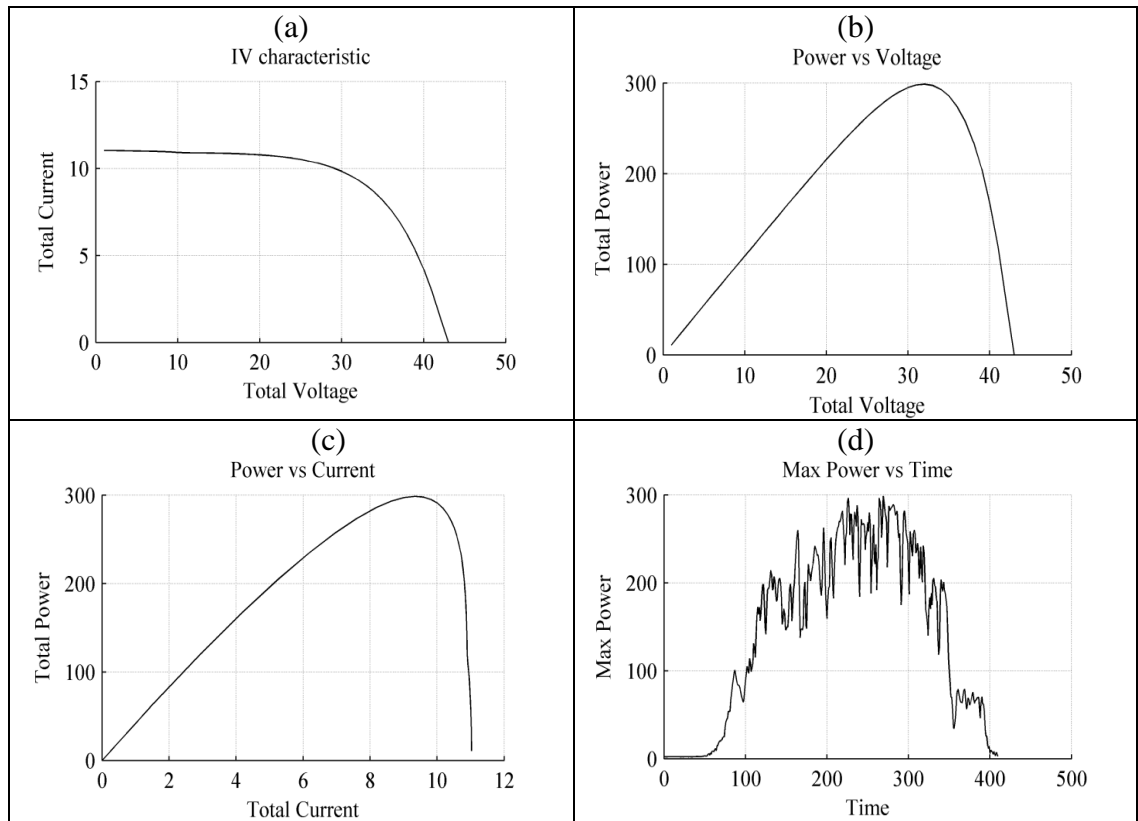 (a)
IV characteristic
15
10
5
0
0 10 20 30 40 50
Total Current
Total Voltage
(b)
Power vs Voltage
300
200
100
0
0 10 20 30 40 50
Total Power
Total Voltage
(c)
Power vs Current
300
200
100
0
0 2 4 6 8 10 12
Total Power
Total Current
(d)
Max Power vs Time
300
200
100
0
0 100 200 300 400 500
Max Power
Time